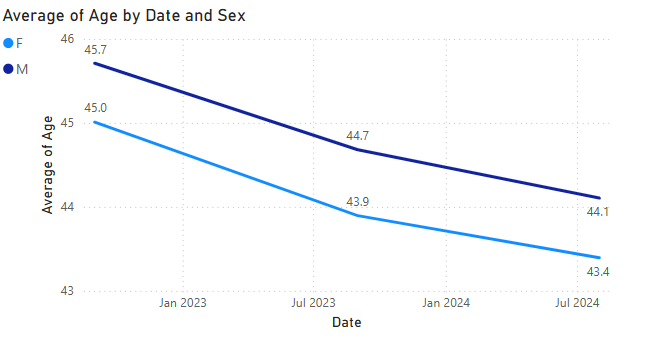 Average of Age by Date and Sex
F
M
46
45
44
43
Average of Age
45.7
45.0
44.7
43.9
44.1
43.4
Jan 2023
Jul 2023
Jan 2024
Jul 2024
Date